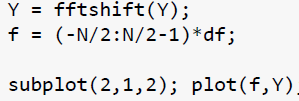 Y = fftshift(Y);
f = (-N/2:N/2-1)*df;
subplot(2,1,2); plot(f,Y)